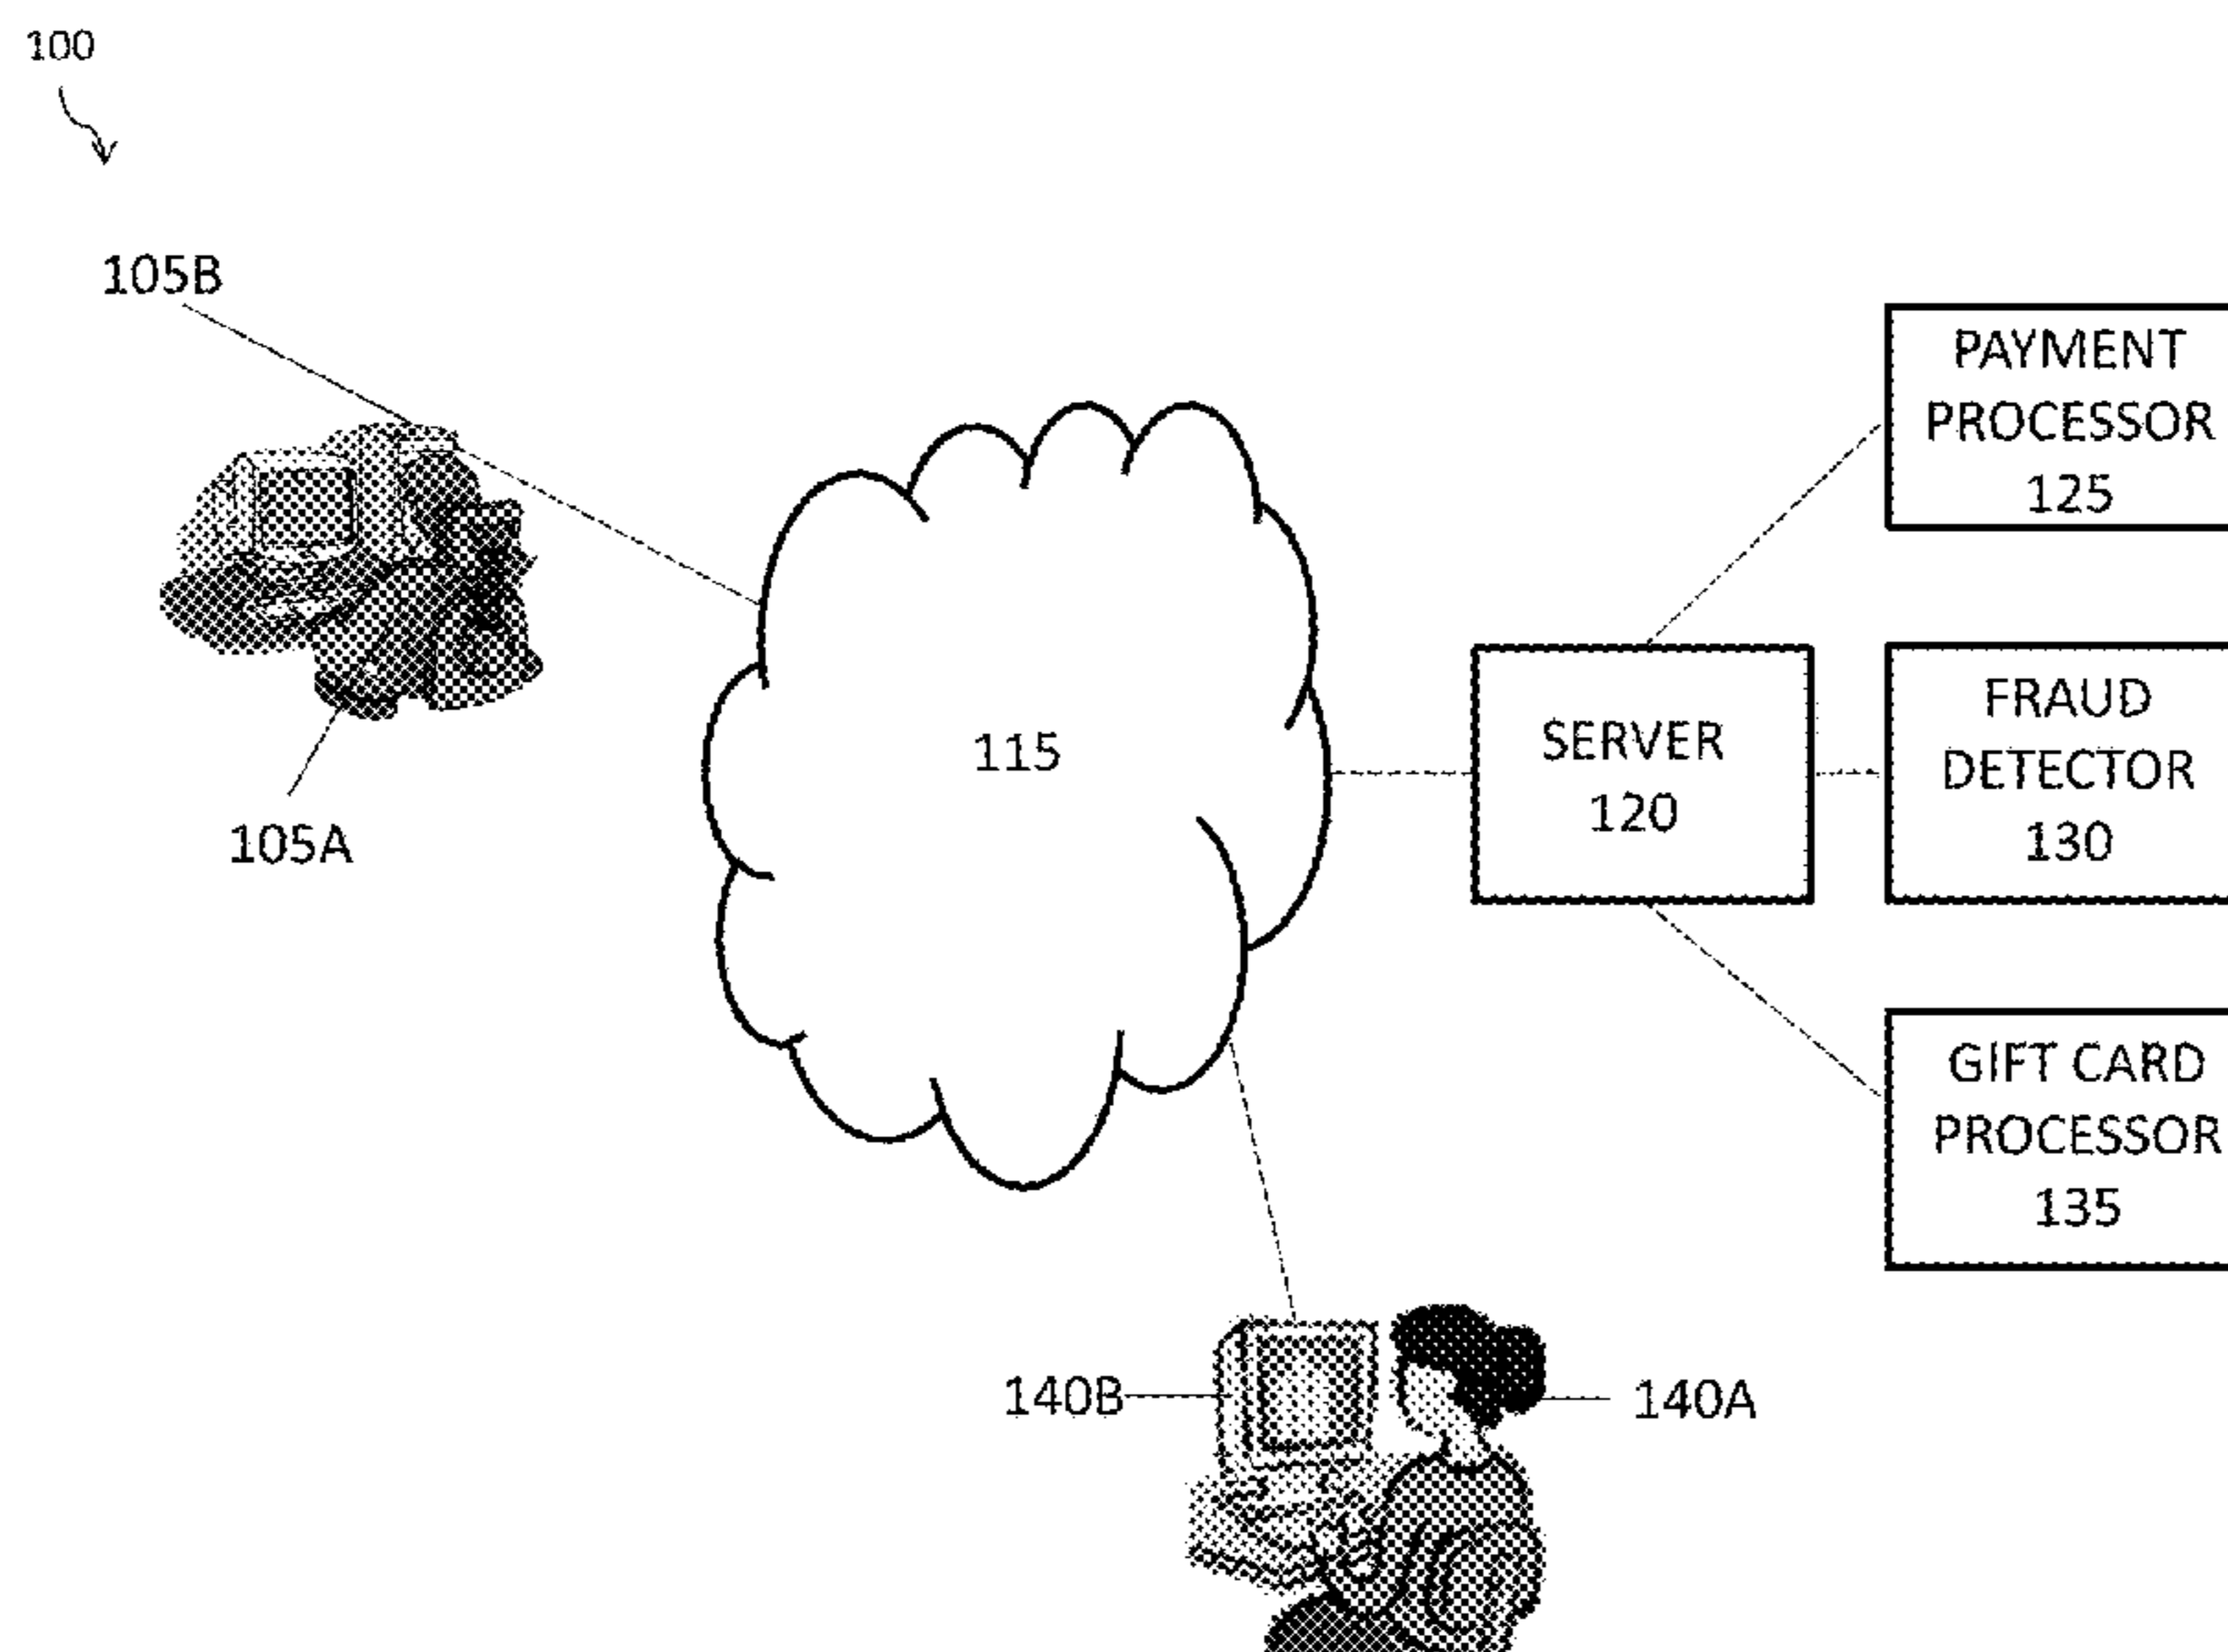 100
105B
PAYMENT
PROCESSOR
125
105A
115
SERVER
120
FRAUD
DETECTOR
130
GIFT CARD
PROCESSOR
135
140B
140A